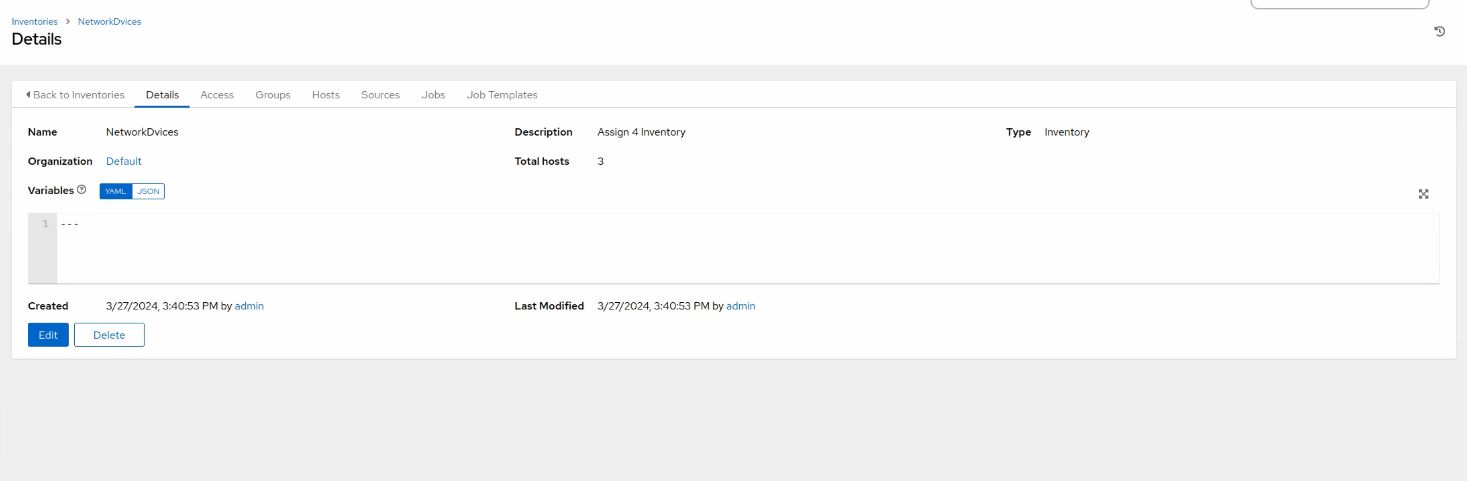 Inventories > NetworkDvices
Details
Back to Inventories Details Access Groups Hosts Sources Jobs Job Templates
Name NetworkDvices Description Assign 4 Inventory Type Inventory
Organization Default Total hosts 3
Variables YAML JSON
1 ---
Created 3/27/2024, 3:40:53 PM by admin Last Modified 3/27/2024, 3:40:53 PM by admin
Edit Delete